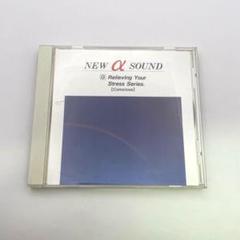 NEW α SOUND
Relieving Your
Stress Series.